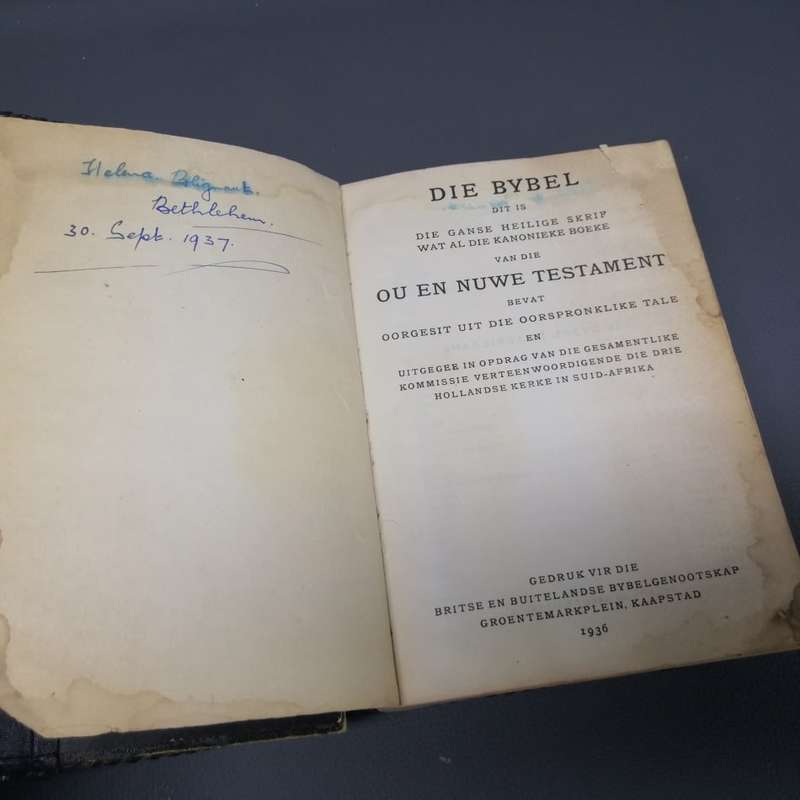 Helena Polignaut.
Bethlehem.
30. Sept. 1937.
DIE BYBEL
DIT IS
DIE GANSE HEILIGE SKRIF
WAT AL DIE KANONIEKE BOEKE
VAN DIE
OU EN NUWE TESTAMENT
BEVAT
OORGESIT UIT DIE OORSPRONKLIKE TALE
EN
UITGEGEE IN OPDRAG VAN DIE GESAMENTLIKE
KOMMISSIE VERTEENWOORDIGENDE DIE DRIE
HOLLANDSE KERKE IN SUID-AFRIKA
GEDRUK VIR DIE
BRITSE EN BUITELANDSE BYBELGENOOTSKAP
GROENTEMARKPLEIN, KAAPSTAD
1936